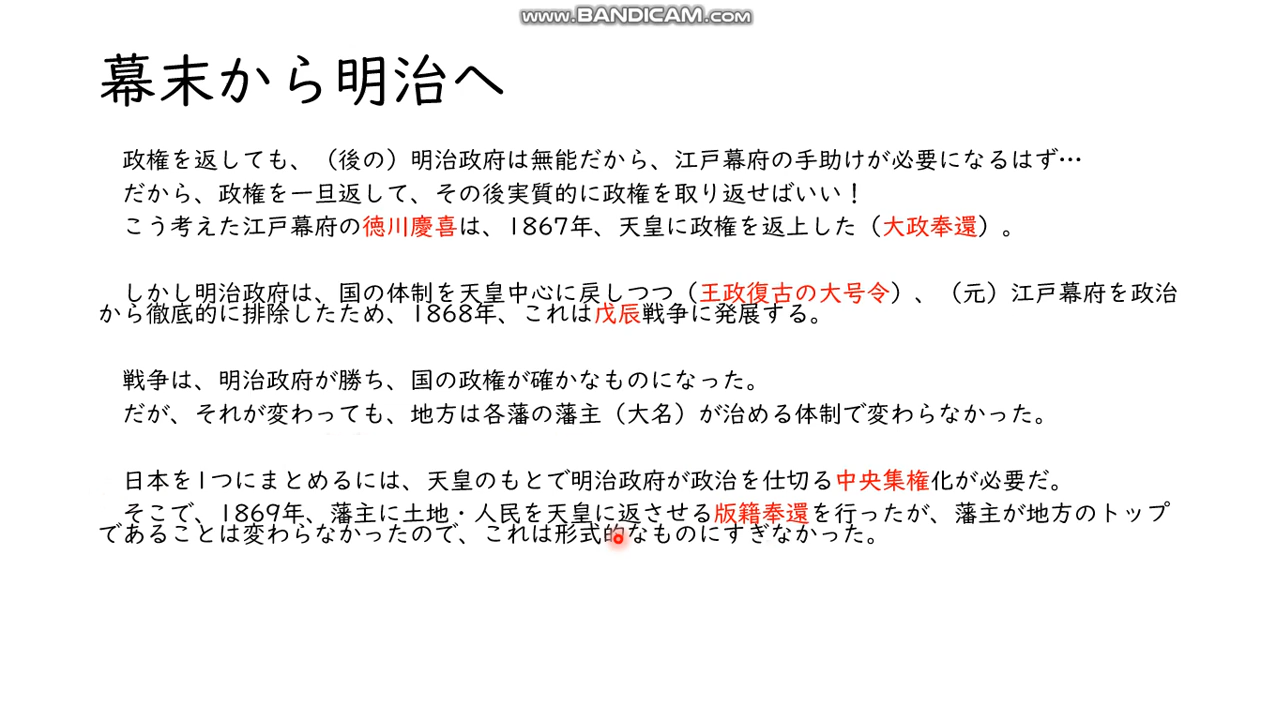 www.BANDICAM.com
幕末から明治へ
政権を返しても、（後の）明治政府は無能だから、江戸幕府の手助けが必要になるはず…
だから、政権を一旦返して、その後実質的に政権を取り返せばいい！
こう考えた江戸幕府の徳川慶喜は、1867年、天皇に政権を返上した（大政奉還）。
しかし明治政府は、国の体制を天皇中心に戻しつつ（王政復古の大号令）、（元）江戸幕府を政治
から徹底的に排除したため、1868年、これは戊辰戦争に発展する。
戦争は、明治政府が勝ち、国の政権が確かなものになった。
だが、それが変わっても、地方は各藩の藩主（大名）が治める体制で変わらなかった。
日本を1つにまとめるには、天皇のもとで明治政府が政治を仕切る中央集権化が必要だ。
そこで、1869年、藩主に土地・人民を天皇に返させる版籍奉還を行ったが、藩主が地方のトップ
であることは変わらなかったので、これは形式的なものにすぎなかった。